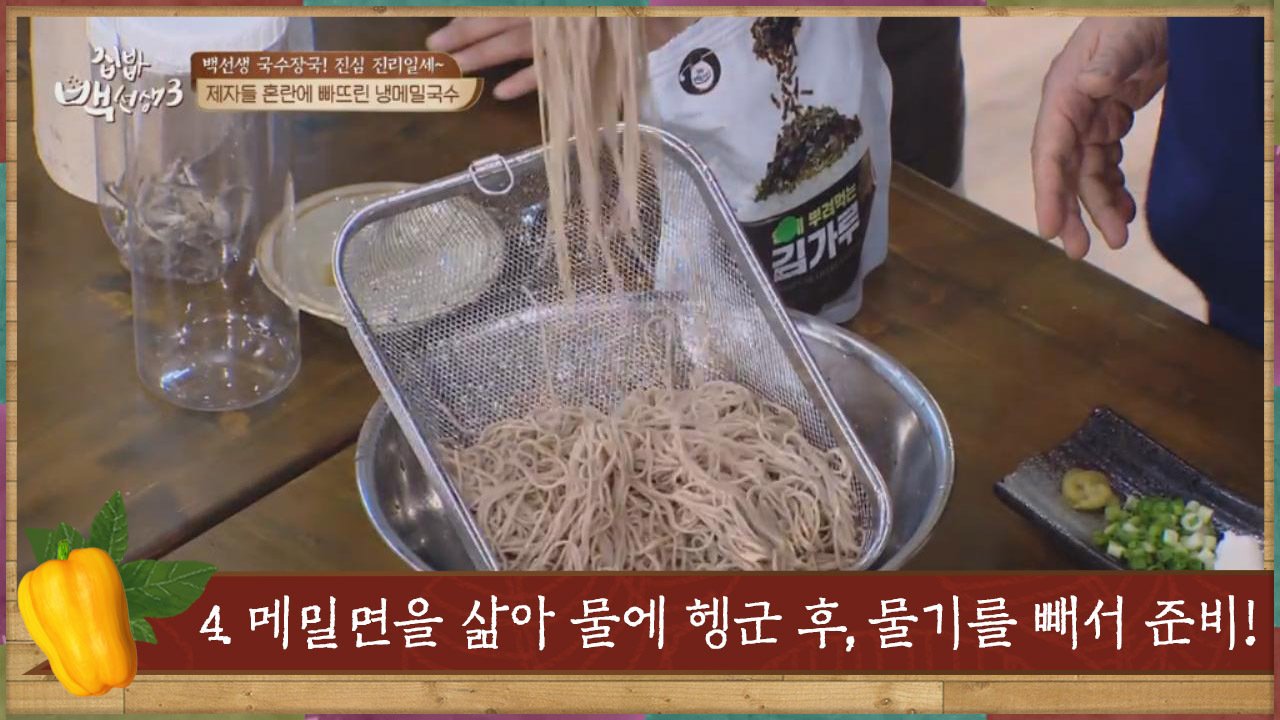 집밥
백선생3
백선생 국수장국! 진심 진리일세~
제자들 혼란에 빠뜨린 냉메밀국수
뿌려먹는
김가루
4. 메밀면을 삶아 물에 헹군 후, 물기를 빼서 준비!